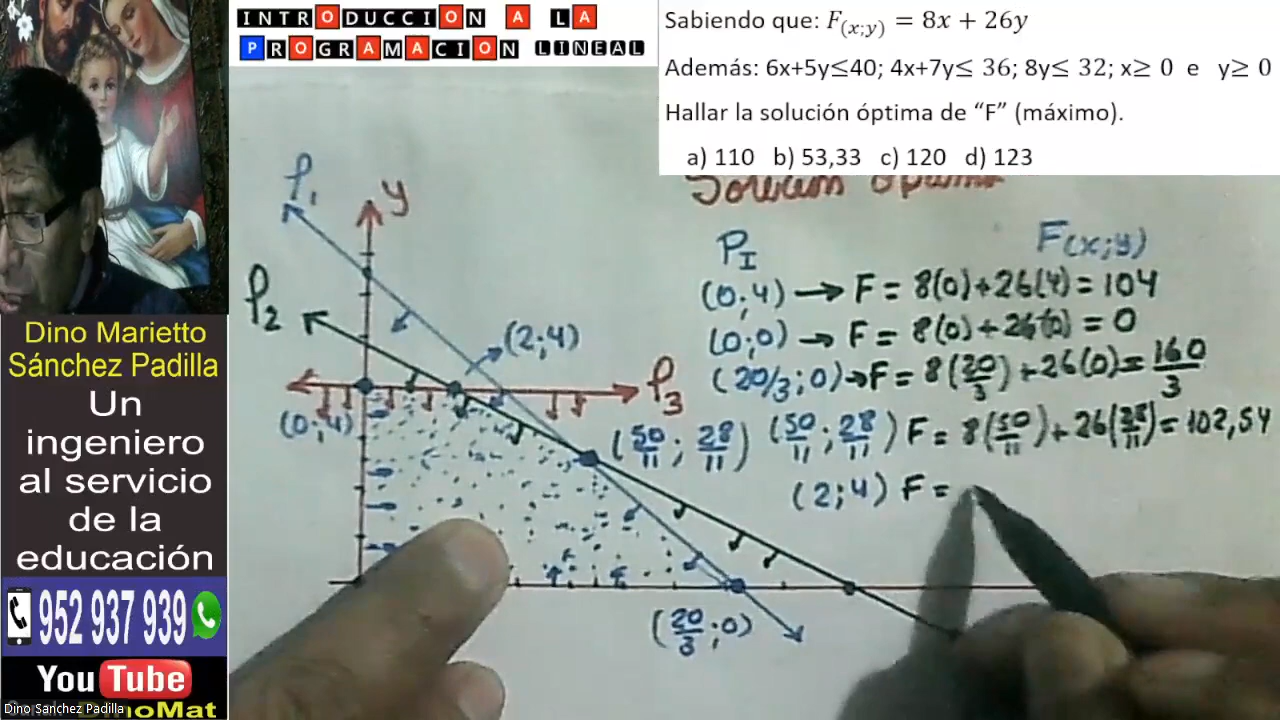 INTRODUCCION A LA
PROGRAMACION LINEAL
Sabiendo que: F(x;y) = 8x + 26y
Además: 6x+5y≤40; 4x+7y≤ 36; 8y≤ 32; x≥ 0 e y≥ 0
Hallar la solución óptima de “F” (máximo).
a) 110 b) 53,33 c) 120 d) 123
P1
y
P2
(2;4)
P3
(0;4)
(50/11 ; 28/11)
(20/3 ;0)
PI F(x;y)
(0;4) → F = 8(0)+26(4) = 104
(0;0) → F = 8(0)+26(0) = 0
(20/3;0)→F = 8(20/3)+26(0)=160/3
(50/11 ; 28/11) F = 8(50/11)+26(28/11)=102,54
(2;4) F =
Dino Marietto
Sánchez Padilla
Un
ingeniero
al servicio
de la
educación
952 937 939
YouTube
DinoMat
Dino Sanchez Padilla